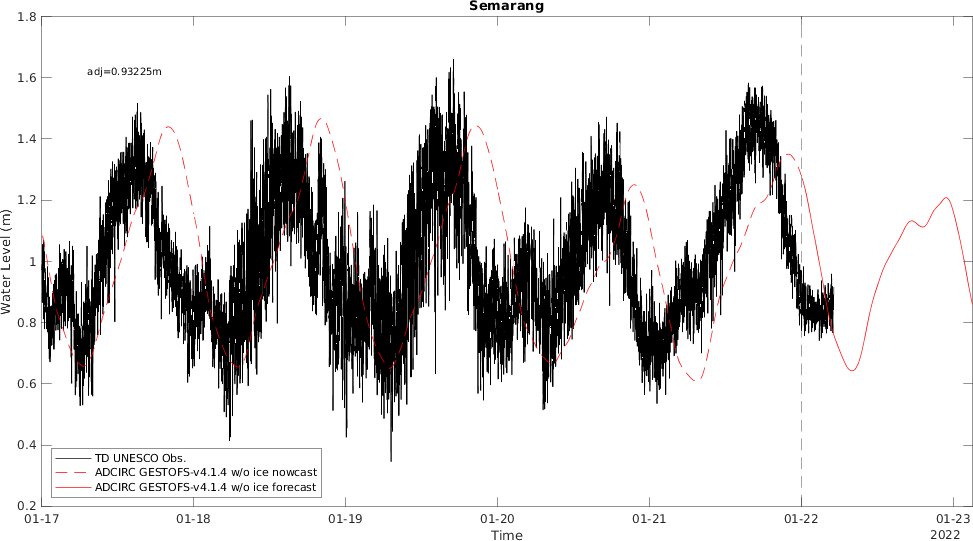 Semarang
1.8
1.6
1.4
1.2
1
0.8
0.6
0.4
0.2
Water Level (m)
adj=0.93225m
TD UNESCO Obs.
ADCIRC GESTOFS-v4.1.4 w/o ice nowcast
ADCIRC GESTOFS-v4.1.4 w/o ice forecast
01-17 01-18 01-19 01-20 01-21 01-22 01-23
Time
2022